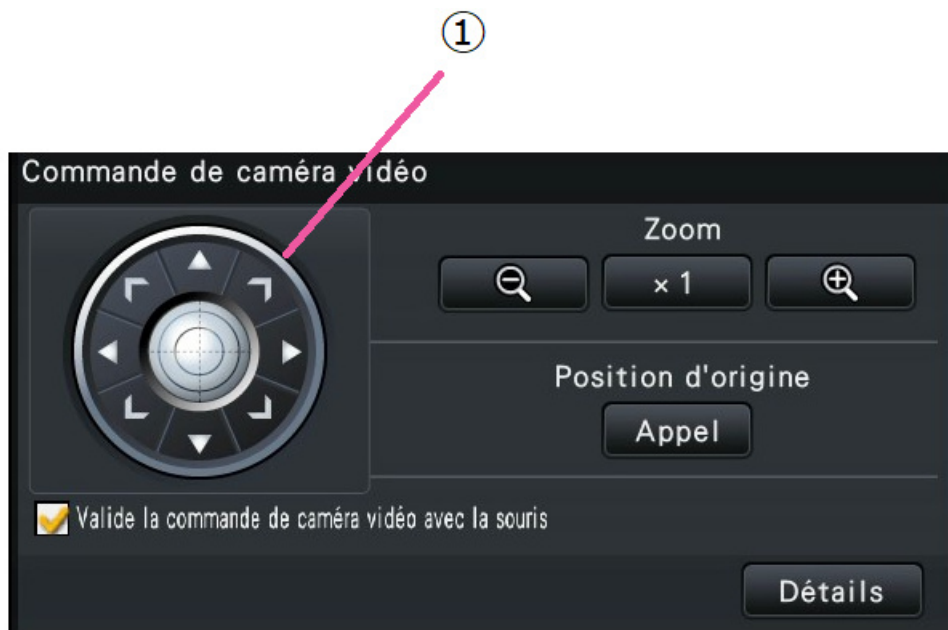 ①
Commande de caméra vidéo
Zoom
× 1
Position d'origine
Appel
Valide la commande de caméra vidéo avec la souris
Détails